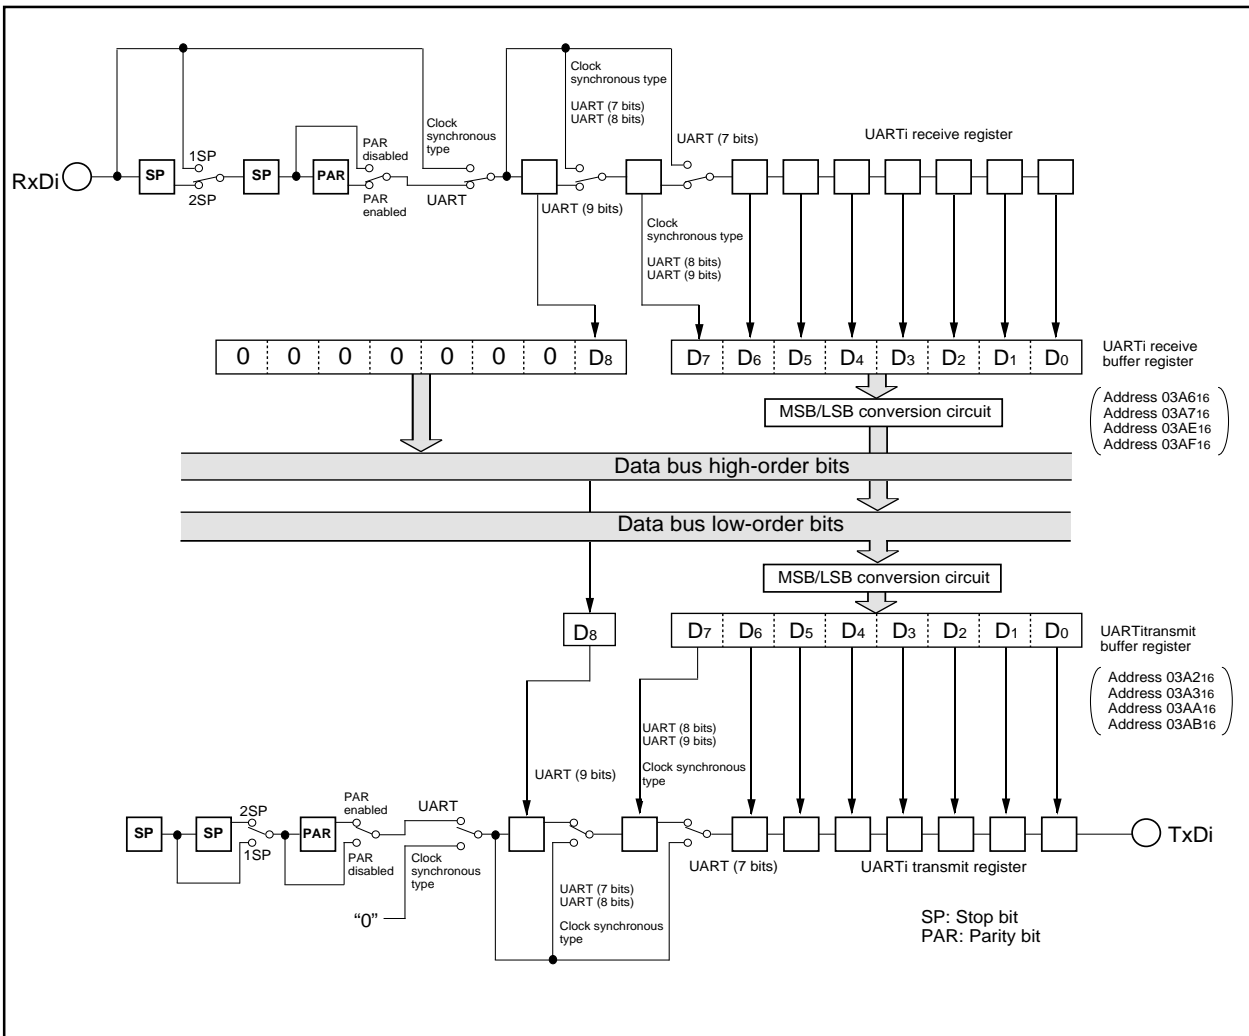 Clock
synchronous type
UART (7 bits)
UART (8 bits)
Clock
synchronous
type
UART (7 bits)
UARTi receive register
1SP
PAR
disabled
RxDi
SP
SP
PAR
2SP
PAR
enabled
UART
UART (9 bits)
Clock
synchronous type
UART (8 bits)
UART (9 bits)
0 0 0 0 0 0 0 D8
D7 D6 D5 D4 D3 D2 D1 D0
UARTi receive
buffer register
MSB/LSB conversion circuit
Address 03A616
Address 03A716
Address 03AE16
Address 03AF16
Data bus high-order bits
Data bus low-order bits
MSB/LSB conversion circuit
D8
D7 D6 D5 D4 D3 D2 D1 D0
UARTitransmit
buffer register
Address 03A216
Address 03A316
Address 03AA16
Address 03AB16
UART (8 bits)
UART (9 bits)
Clock synchronous
type
UART (9 bits)
2SP
PAR
enabled
UART
SP
SP
PAR
TxDi
1SP
PAR
disabled
Clock
synchronous
type
UART (7 bits)
UARTi transmit register
UART (7 bits)
UART (8 bits)
Clock synchronous
type
“0”
SP: Stop bit
PAR: Parity bit